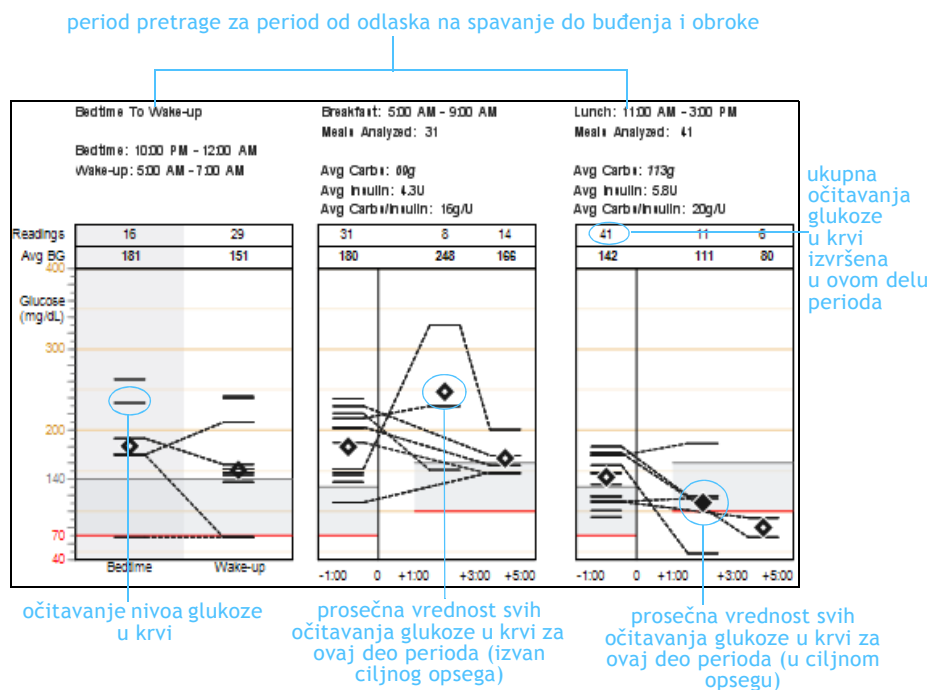 period pretrage za period od odlaska na spavanje do buđenja i obroke
Bedtime To Wake-up
Bedtime: 10:00 PM - 12:00 AM
Wake-up: 5:00 AM - 7:00 AM
Breakfast: 5:00 AM - 9:00 AM
Meals Analyzed: 31
Avg Carbs: 66g
Avg Insulin: 4.3U
Avg Carbs/Insulin: 16g/U
Lunch: 11:00 AM - 3:00 PM
Meals Analyzed: 41
Avg Carbs: 113g
Avg Insulin: 5.8U
Avg Carbs/Insulin: 20g/U
ukupna
očitavanja
glukoze
u krvi
izvršena
u ovom delu
perioda
Readings 16 29 31 8 14 41 11 6
Avg BG 181 151 180 248 166 142 111 80
400
Glucose
(mg/dL)
300
200
140
70
40
Bedtime Wake-up
-1:00 0 +1:00 +3:00 +5:00
-1:00 0 +1:00 +3:00 +5:00
očitavanje nivoa glukoze
u krvi
prosečna vrednost svih
očitavanja glukoze u krvi za
ovaj deo perioda (izvan
ciljnog opsega)
prosečna vrednost svih
očitavanja glukoze u krvi za
ovaj deo perioda (u ciljnom
opsegu)